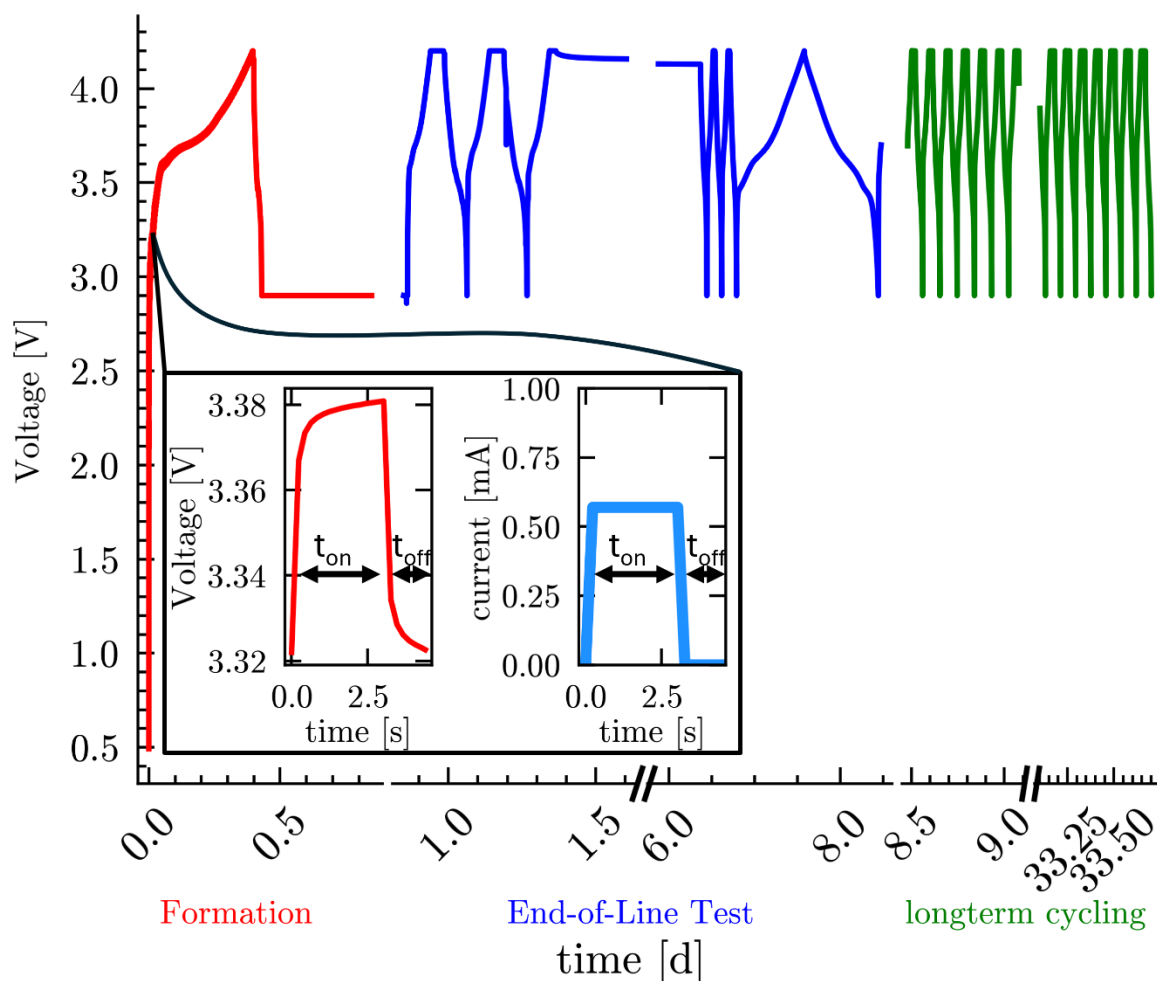 Voltage [V]
4.0
3.5
3.0
2.5
2.0
1.5
1.0
0.5
Voltage [V]
3.38
3.36
3.34
3.32
t_on
t_off
0.0 2.5
time [s]
current [mA]
1.00
0.75
0.50
0.25
0.00
t_on
t_off
0.0 2.5
time [s]
0.0 0.5 1.0 1.5 6.0 8.0 8.5 9.0 33.25 33.50
Formation
End-of-Line Test
longterm cycling
time [d]